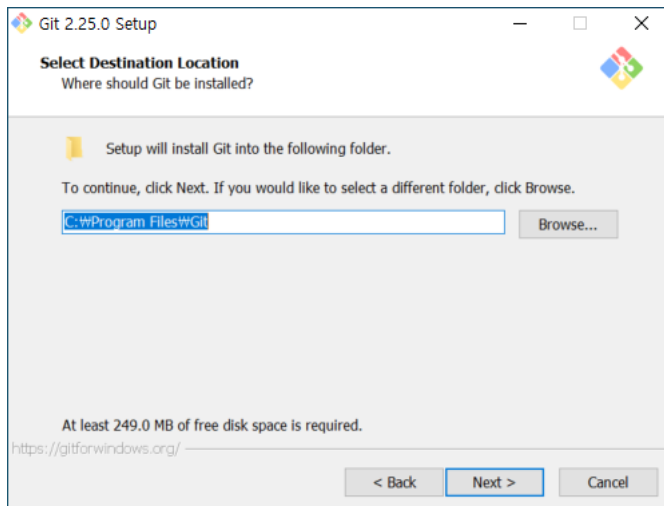 Git 2.25.0 Setup
Select Destination Location
Where should Git be installed?
Setup will install Git into the following folder.
To continue, click Next. If you would like to select a different folder, click Browse.
C:₩Program Files₩Git
Browse...
At least 249.0 MB of free disk space is required.
https://gitforwindows.org/
< Back
Next >
Cancel